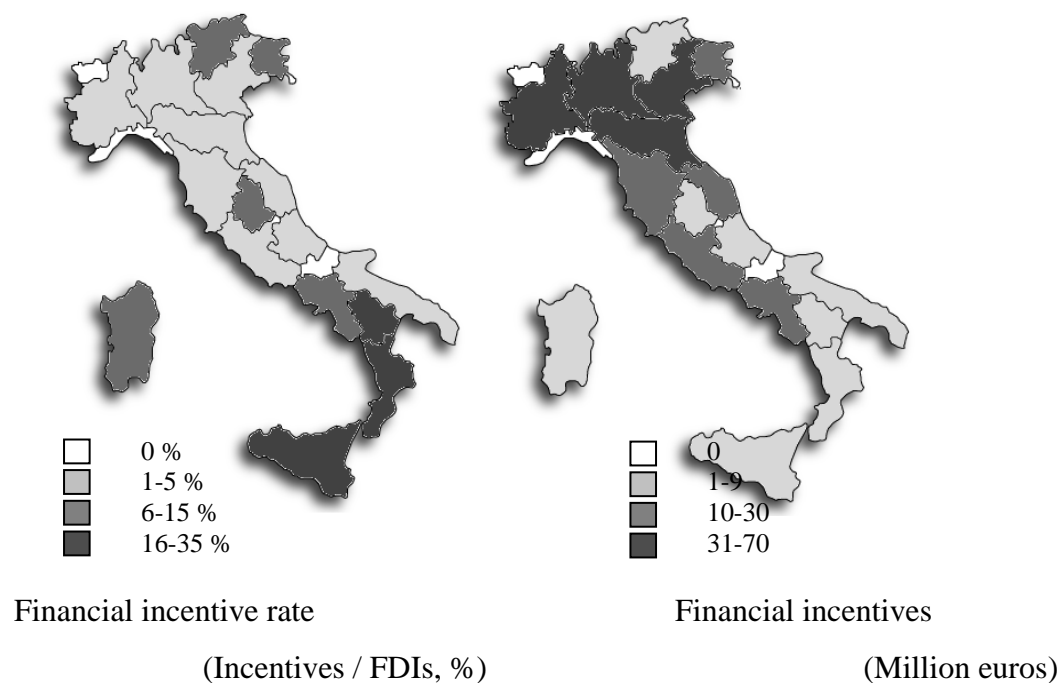 0 %
1-5 %
6-15 %
16-35 %
0
1-9
10-30
31-70
Financial incentive rate
Financial incentives
(Incentives / FDIs, %)
(Million euros)